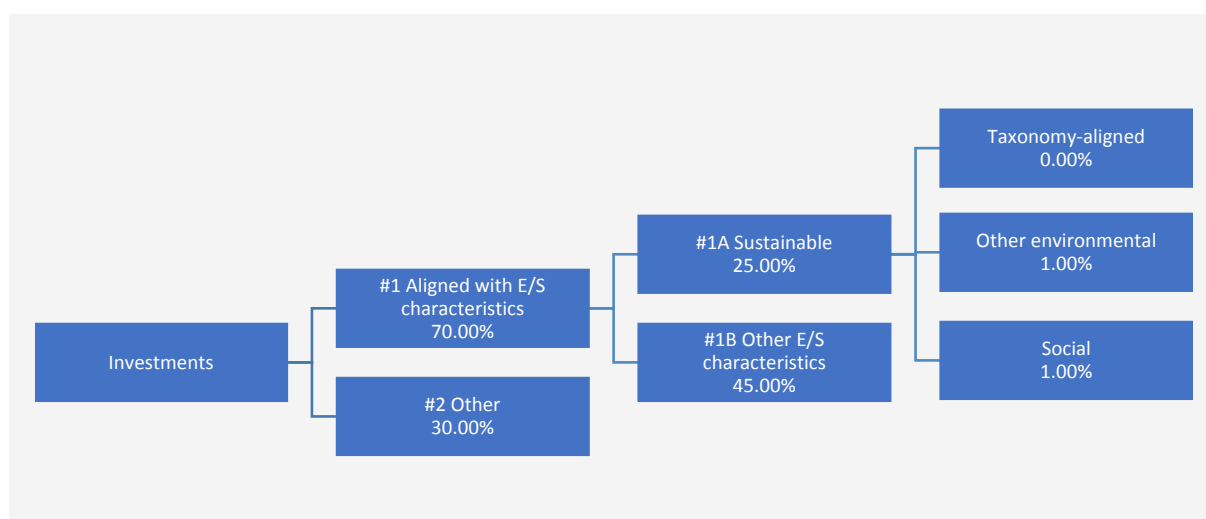 Investments
#1 Aligned with E/S
characteristics
70.00%
#2 Other
30.00%
#1A Sustainable
25.00%
#1B Other E/S
characteristics
45.00%
Taxonomy-aligned
0.00%
Other environmental
1.00%
Social
1.00%